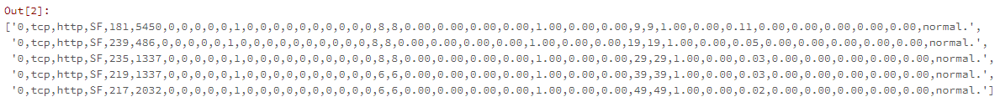 Out[2]:
['0,tcp,http,SF,181,5450,0,0,0,0,0,1,0,0,0,0,0,0,0,0,0,0,8,8,0.00,0.00,0.00,0.00,1.00,0.00,0.00,9,9,1.00,0.00,0.11,0.00,0.00,0.00,0.00,0.00,normal.',
'0,tcp,http,SF,239,486,0,0,0,0,0,1,0,0,0,0,0,0,0,0,0,0,8,8,0.00,0.00,0.00,0.00,1.00,0.00,0.00,19,19,1.00,0.00,0.05,0.00,0.00,0.00,0.00,0.00,normal.',
'0,tcp,http,SF,235,1337,0,0,0,0,0,1,0,0,0,0,0,0,0,0,0,0,8,8,0.00,0.00,0.00,0.00,1.00,0.00,0.00,29,29,1.00,0.00,0.03,0.00,0.00,0.00,0.00,0.00,normal.',
'0,tcp,http,SF,219,1337,0,0,0,0,0,1,0,0,0,0,0,0,0,0,0,0,6,6,0.00,0.00,0.00,0.00,1.00,0.00,0.00,39,39,1.00,0.00,0.03,0.00,0.00,0.00,0.00,0.00,normal.',
'0,tcp,http,SF,217,2032,0,0,0,0,0,1,0,0,0,0,0,0,0,0,0,0,6,6,0.00,0.00,0.00,0.00,1.00,0.00,0.00,49,49,1.00,0.00,0.02,0.00,0.00,0.00,0.00,0.00,normal.']